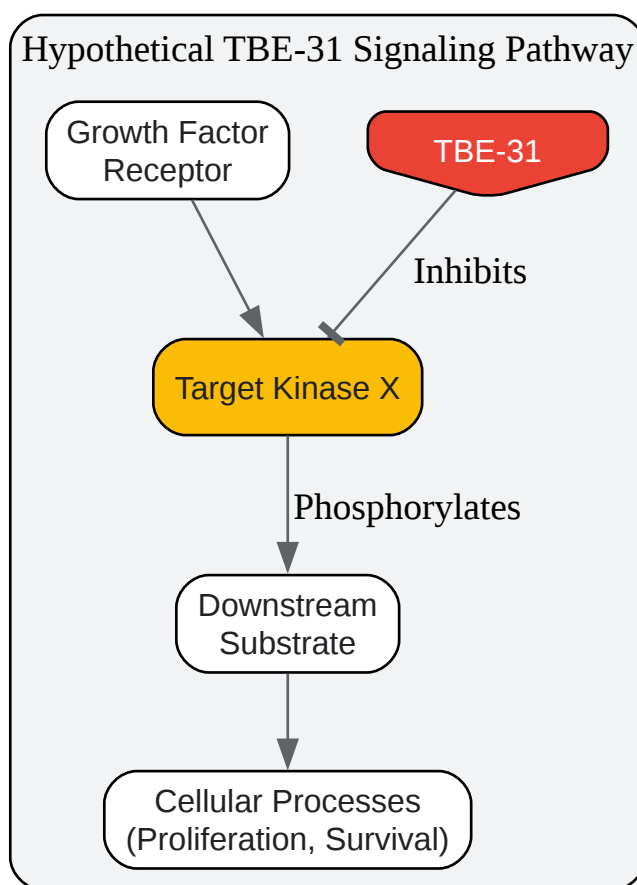 Hypothetical TBE-31 Signaling Pathway
Growth Factor
Receptor
TBE-31
Inhibits
Target Kinase X
Phosphorylates
Downstream
Substrate
Cellular Processes
(Proliferation, Survival)